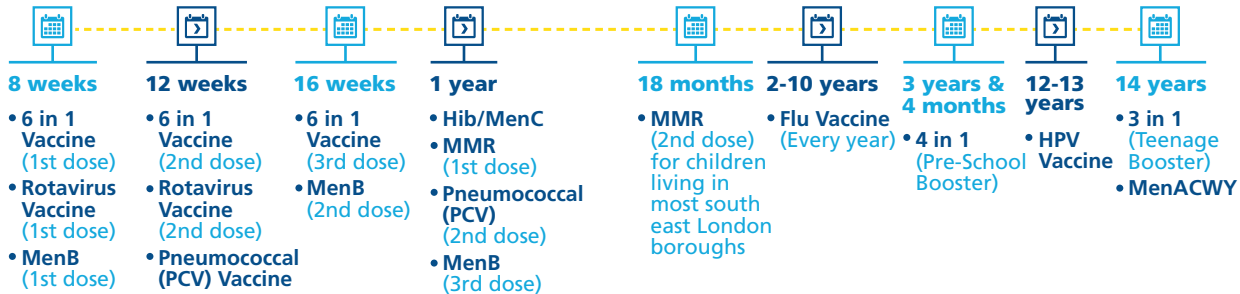 8 weeks
• 6 in 1
Vaccine
(1st dose)
• Rotavirus
Vaccine
(1st dose)
• MenB
(1st dose)
12 weeks
• 6 in 1
Vaccine
(2nd dose)
• Rotavirus
Vaccine
(2nd dose)
• Pneumococcal
(PCV) Vaccine
16 weeks
• 6 in 1
Vaccine
(3rd dose)
• MenB
(2nd dose)
1 year
• Hib/MenC
• MMR
(1st dose)
• Pneumococcal
(PCV)
(2nd dose)
• MenB
(3rd dose)
18 months
• MMR
(2nd dose)
for children
living in
most south
east London
boroughs
2-10 years
• Flu Vaccine
(Every year)
3 years &
4 months
• 4 in 1
(Pre-School
Booster)
12-13
years
• HPV
Vaccine
14 years
• 3 in 1
(Teenage
Booster)
• MenACWY